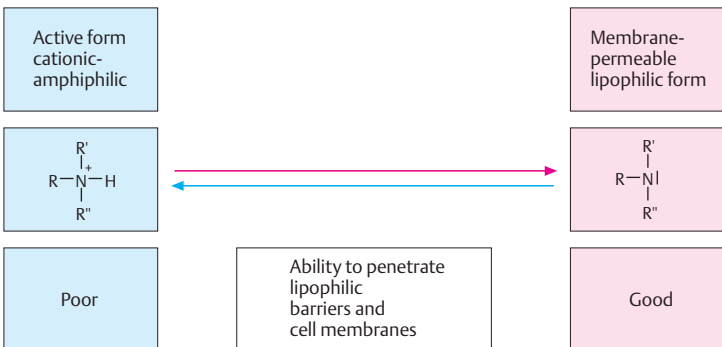 Active form
cationic-
amphiphilic
Membrane-
permeable
lipophilic form
R'
+
R—N—H
R"
R'
R—N
R"
Poor
Ability to penetrate
lipophilic
barriers and
cell membranes
Good